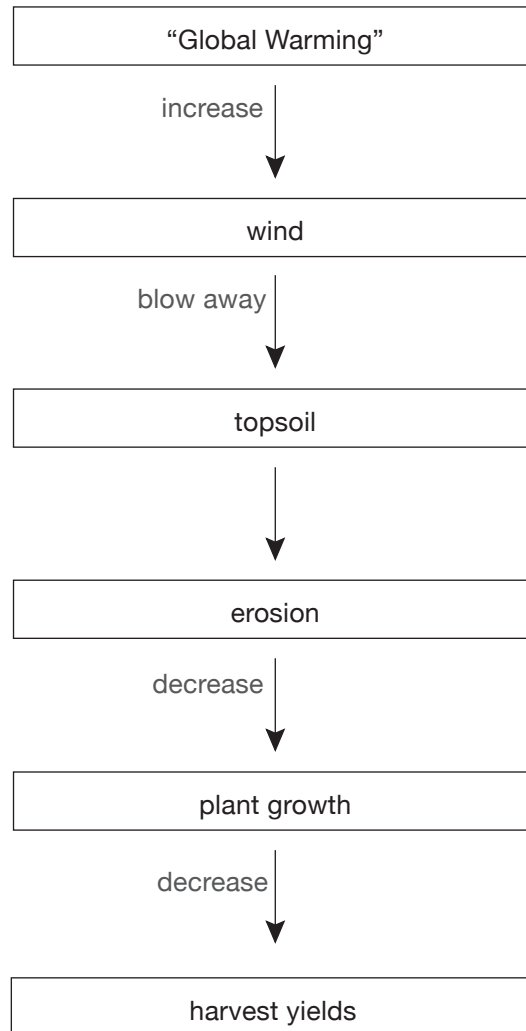 “Global Warming”
increase
wind
blow away
topsoil
erosion
decrease
plant growth
decrease
harvest yields